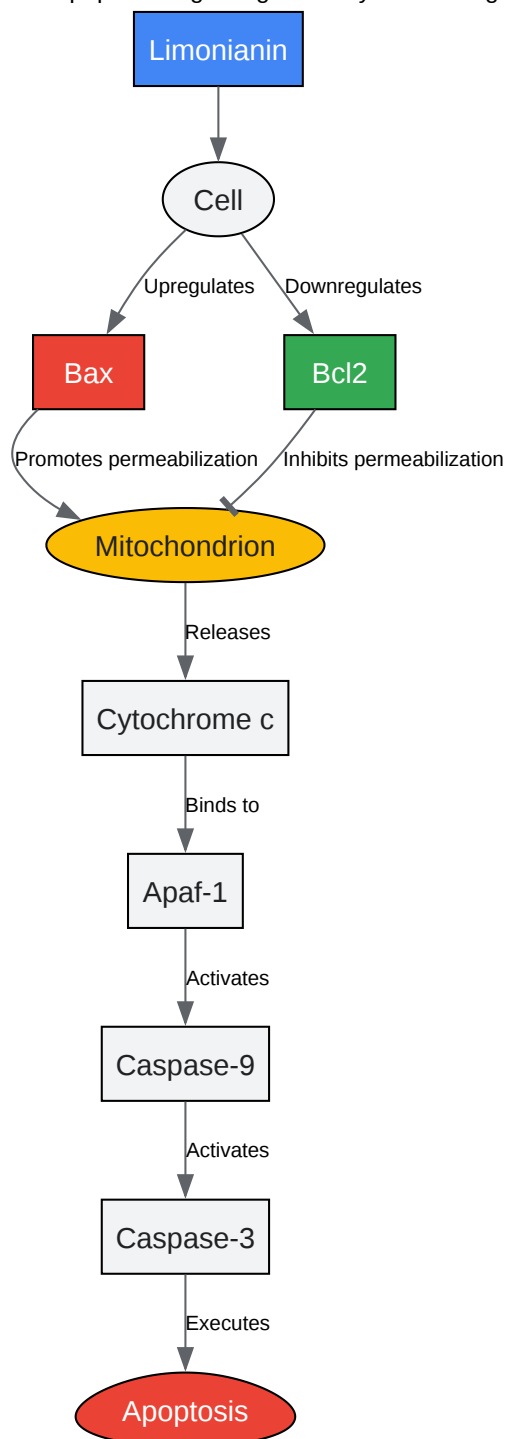 Limonianin
Cell
Upregulates
Downregulates
Bax
Bcl2
Promotes permeabilization
Inhibits permeabilization
Mitochondrion
Releases
Cytochrome c
Binds to
Apaf-1
Activates
Caspase-9
Activates
Caspase-3
Executes
Apoptosis